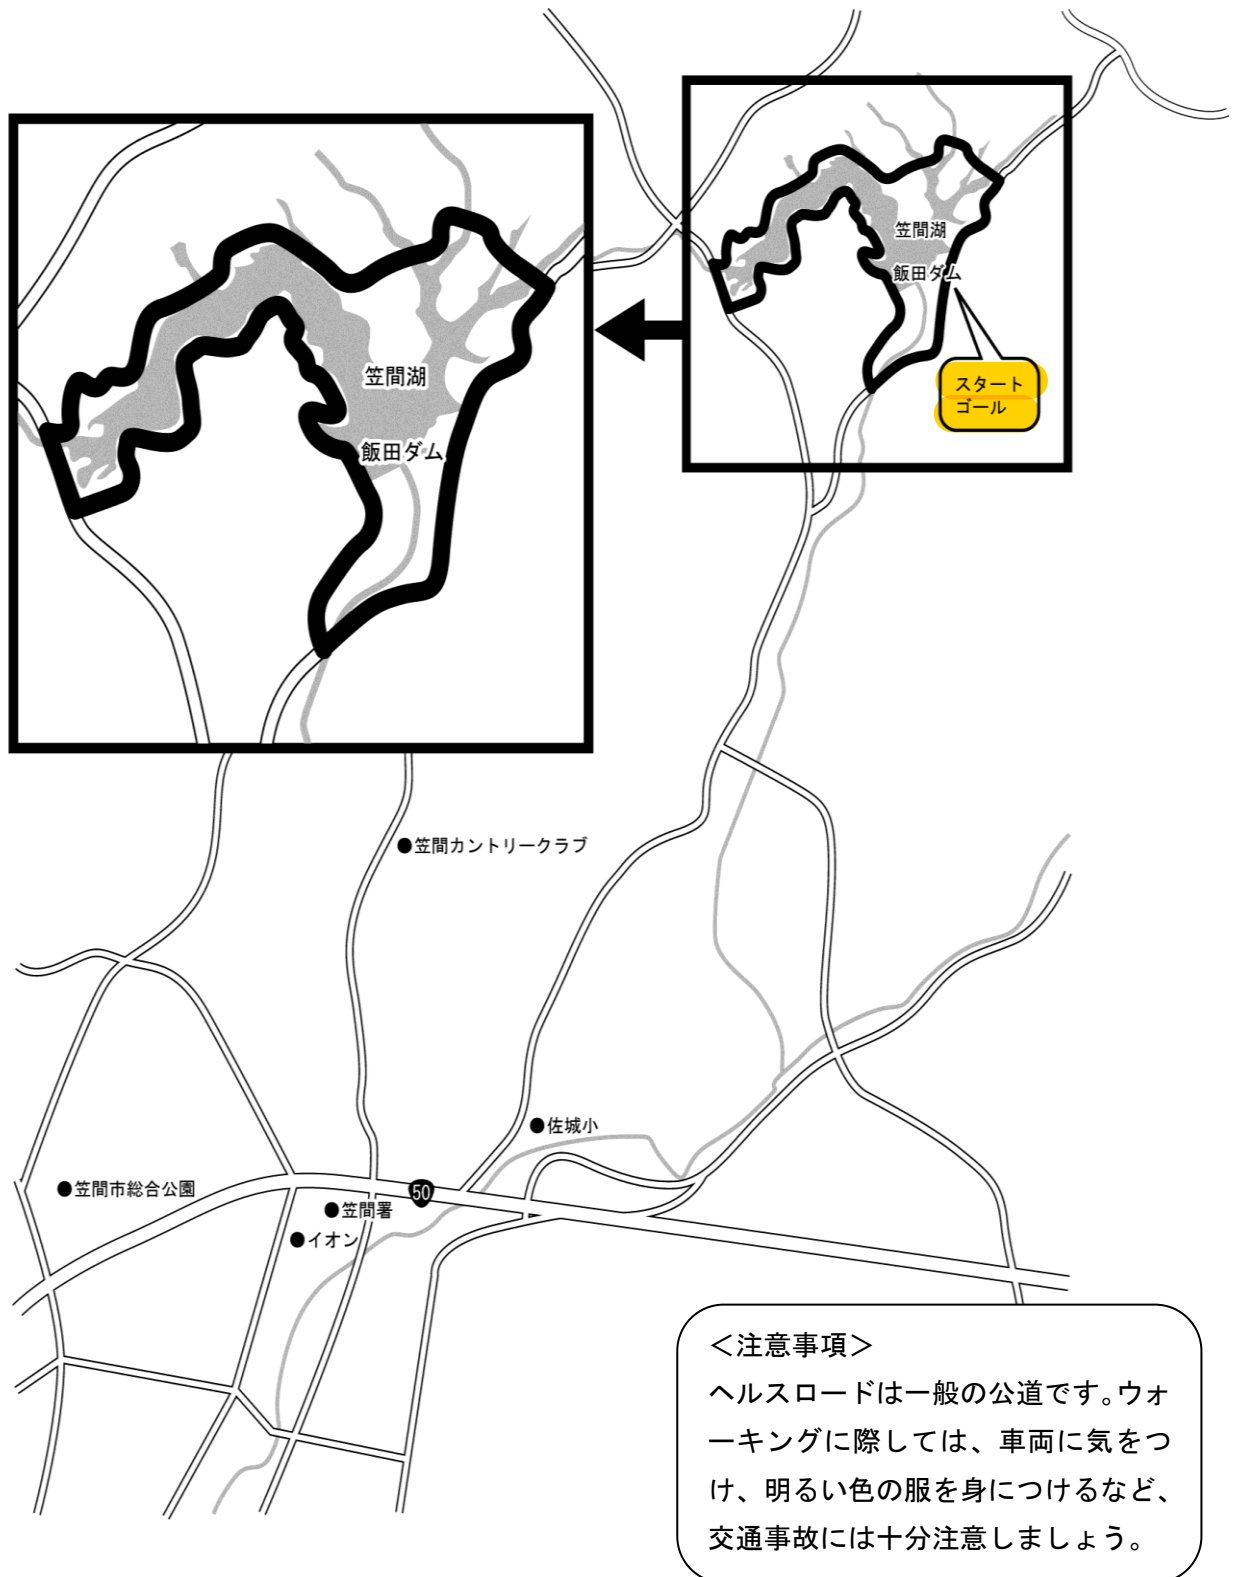 笠間湖
飯田ダム
スタート
ゴール
笠間湖
飯田ダム
●笠間カントリークラブ
●佐城小
●笠間市総合公園
50
●笠間署
●イオン
＜注意事項＞
ヘルスロードは一般の公道です。ウォ
ーキングに際しては、車両に気をつ
け、明るい色の服を身につけるなど、
交通事故には十分注意しましょう。